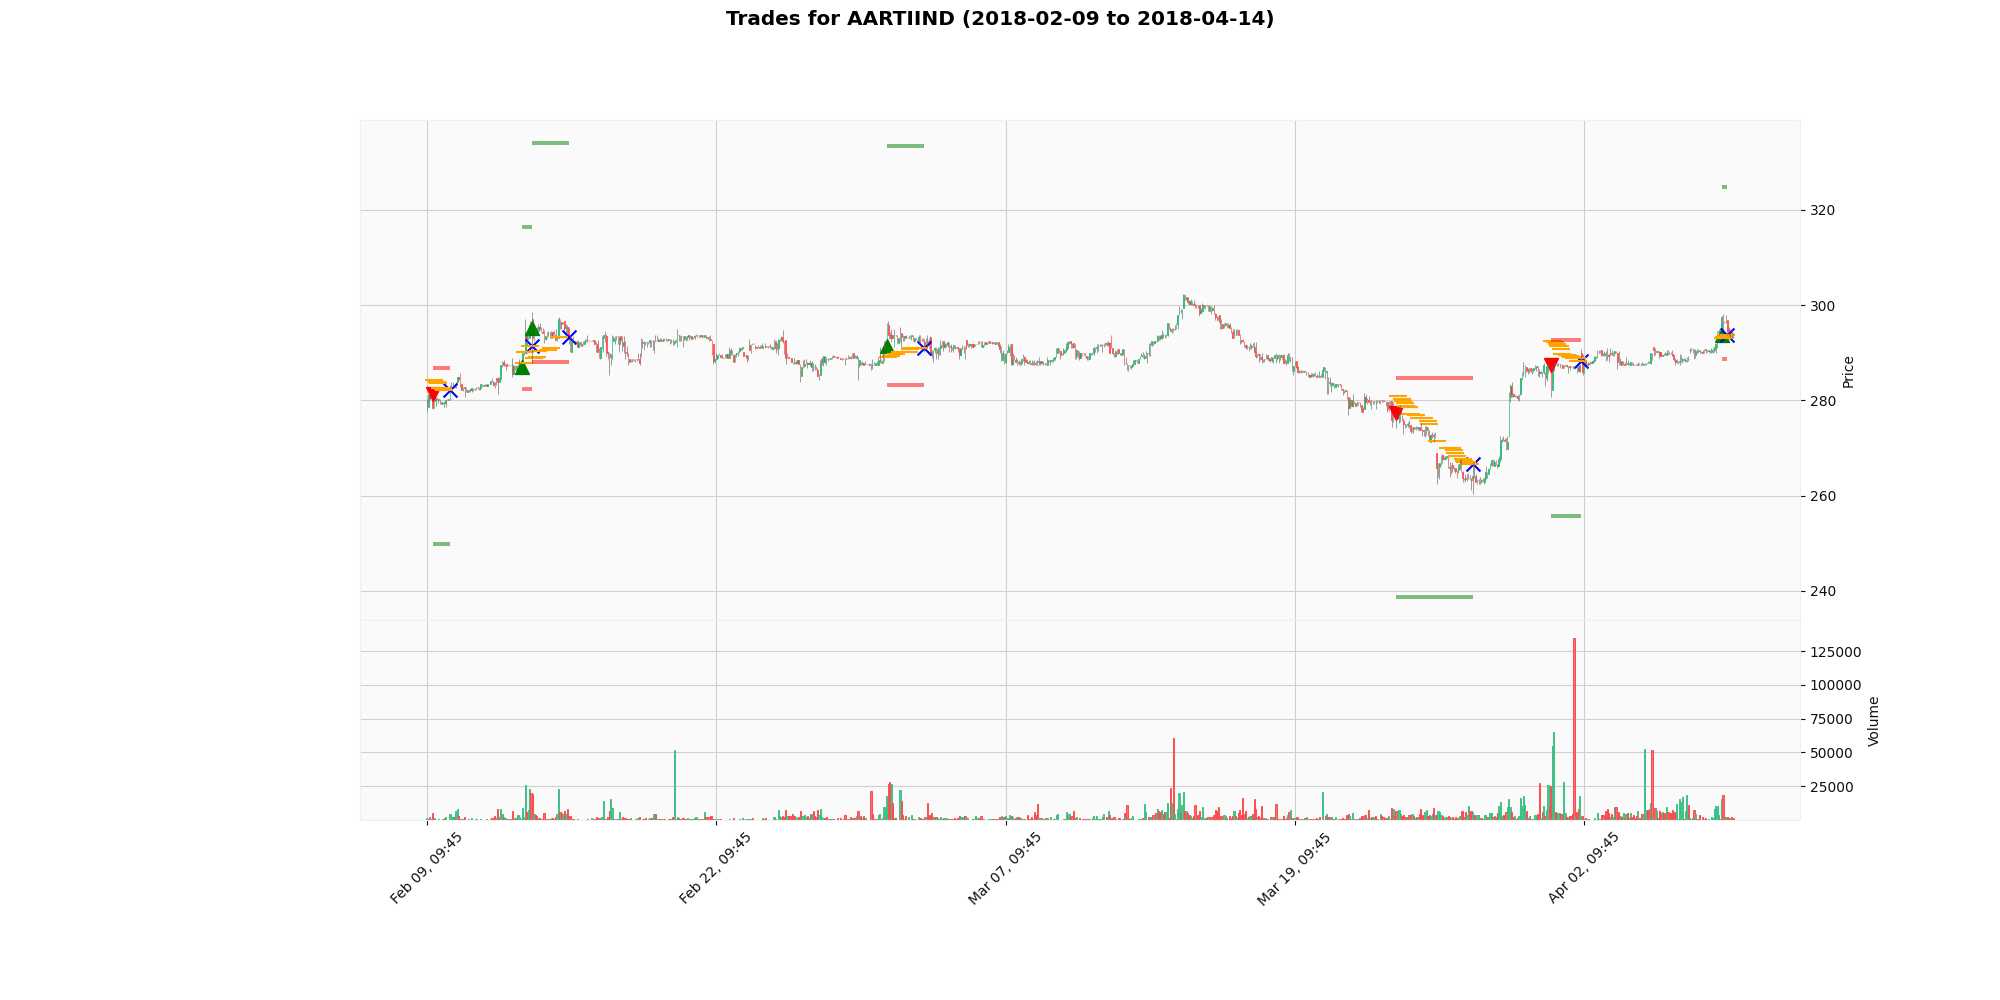 Trades for AARTIIND (2018-02-09 to 2018-04-14)
320
300
280
260
240
Price
125000
100000
75000
50000
25000
Volume
Feb 09, 09:45
Feb 22, 09:45
Mar 07, 09:45
Mar 19, 09:45
Apr 02, 09:45